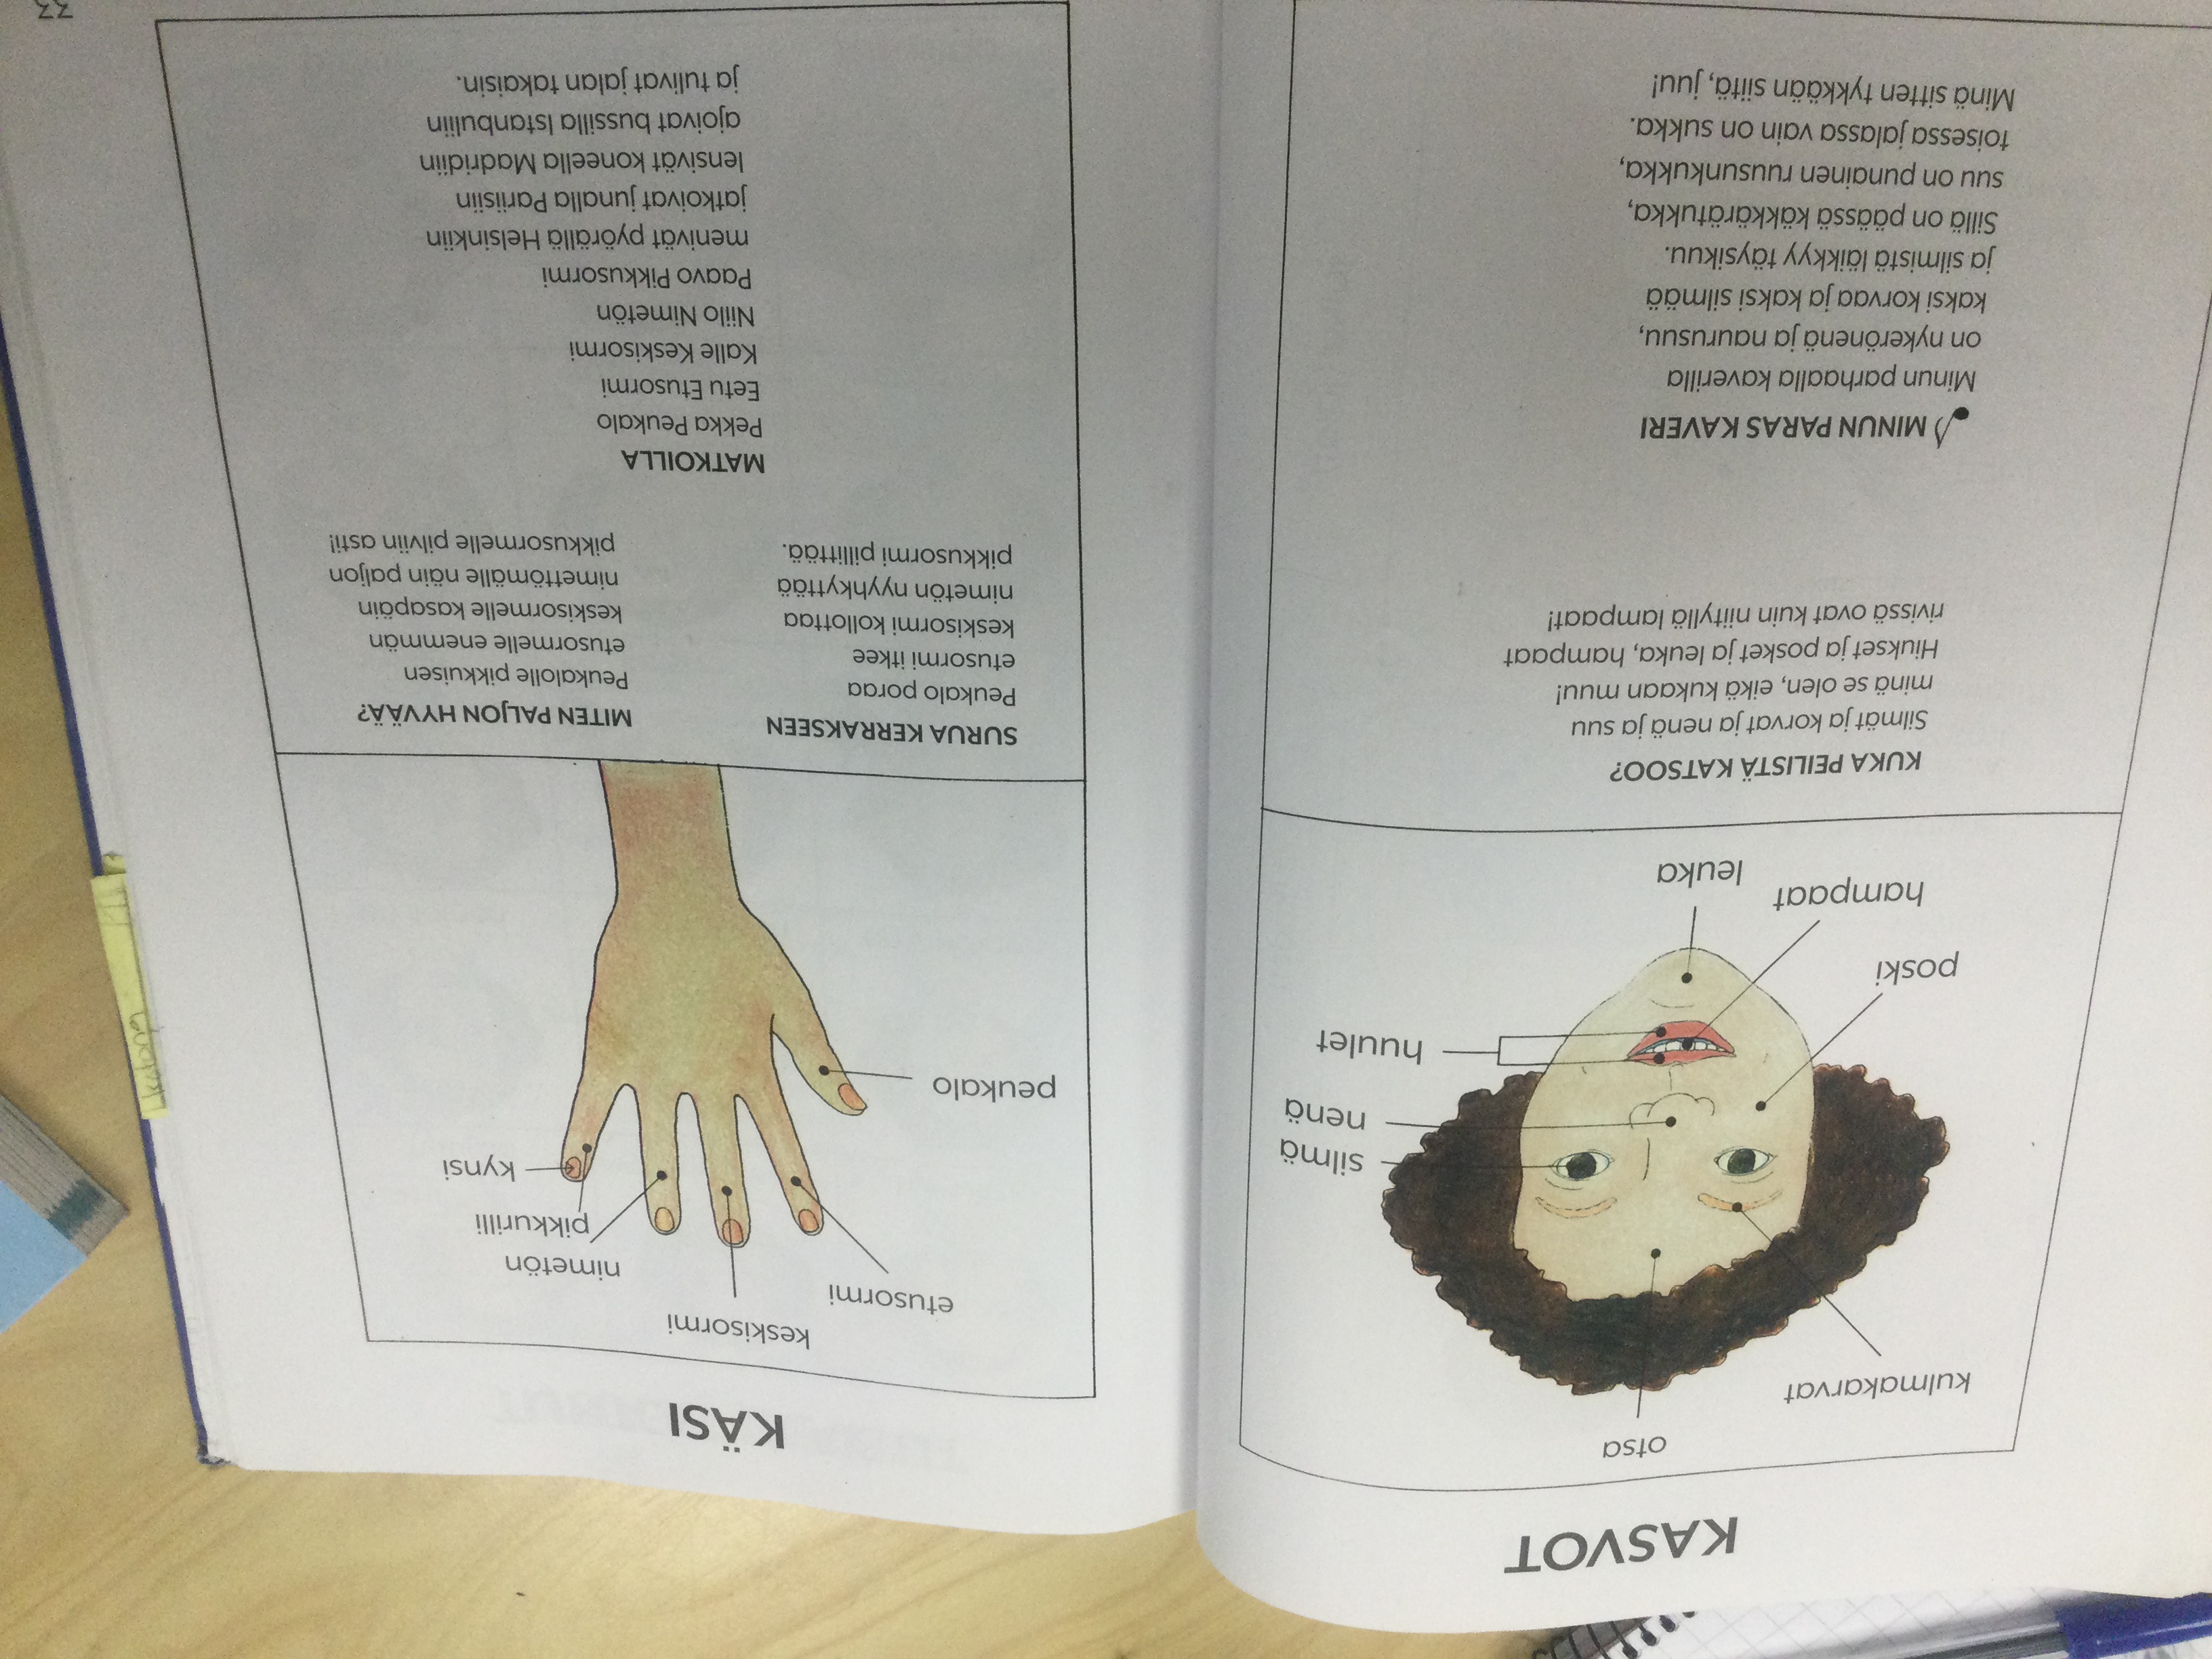 KASVOT
otsa
kulmakarvat
silmä
nenä
huulet
poski
hampaat
leuka
KUKA PEILISTÄ KATSOO?
Silmät ja korvat ja nenä ja suu
minä se olen, eikä kukaan muu!
Hiukset ja posket ja leuka, hampaat
rivissä ovat kuin niityllä lampaat!
MINUN PARAS KAVERI
Minun parhaalla kaverilla
on nykerönenä ja naurusuu,
kaksi korvaa ja kaksi silmää
ja silmistä läikkyy täysikuu.
Sillä on päässä käkkärätukka,
suu on punainen ruusunkukka,
toisessa jalassa vain on sukka.
Minä sitten tykkään siitä, juu!
KÄSI
keskisormi
etusormi
nimetön
pikkurilli
kynsi
peukalo
SURUA KERRAKSEEN
Peukalo poraa
etusormi itkee
keskisormi kollottaa
nimetön nyyhkyttää
pikkusormi pillittää.
MITEN PALJON HYVÄÄ?
Peukalolle pikkuisen
etusormelle enemmän
keskisormelle kasapäin
nimettömälle näin paljon
pikkusormelle pilviin asti!
MATKOILLA
Pekka Peukalo
Eetu Etusormi
Kalle Keskisormi
Niilo Nimetön
Paavo Pikkusormi
menivät pyörällä Helsinkiin
jatkoivat junalla Pariisiin
lensivät koneella Madridiin
ajoivat bussilla Istanbuliin
ja tulivat jalan takaisin.
33